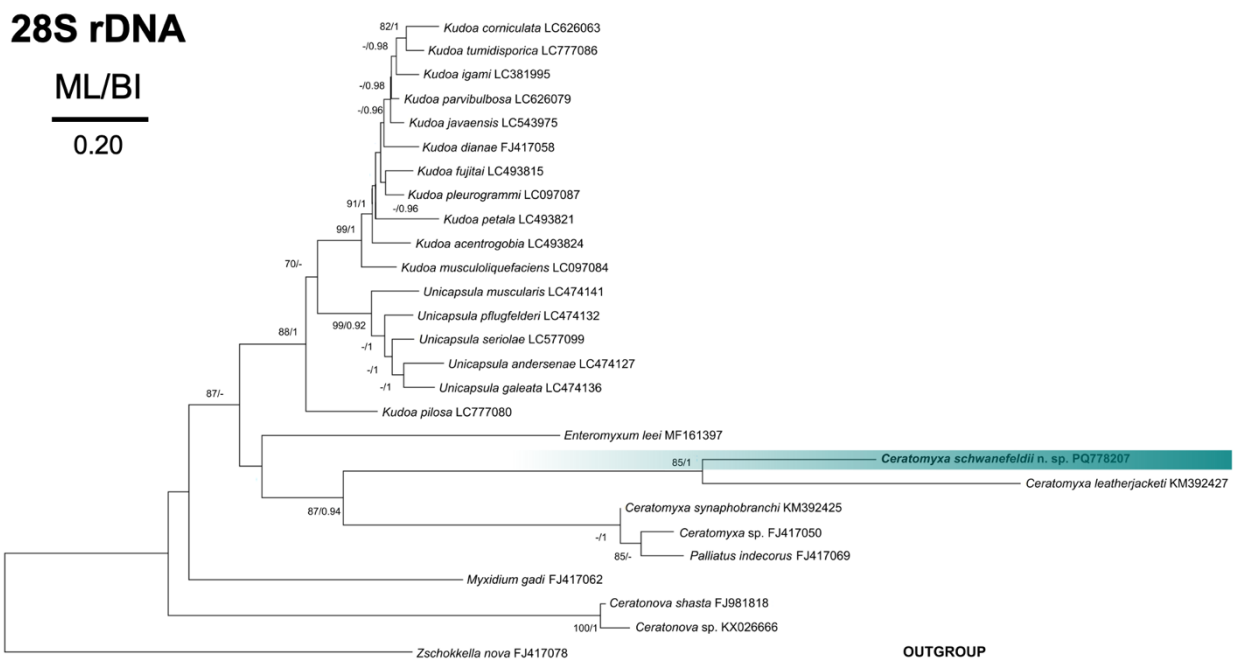 28S rDNA
ML/BI
0.20
82/1
Kudoa corniculata LC626063
-/0.98
Kudoa tumidisporica LC777086
Kudoa igami LC381995
-/0.98
Kudoa parvibulbosa LC626079
-/0.96
Kudoa javaensis LC543975
Kudoa dianae FJ417058
Kudoa fujitai LC493815
Kudoa pleurogrammi LC097087
91/1
-/0.96
Kudoa petala LC493821
99/1
Kudoa acentrogobia LC493824
70/-
Kudoa musculoliquefaciens LC097084
Unicapsula muscularis LC474141
Unicapsula pflugfelderi LC474132
99/0.92
88/1
Unicapsula seriolae LC577099
-/1
Unicapsula andersenae LC474127
-/1
Unicapsula galeata LC474136
-/1
87/-
Kudoa pilosa LC777080
Enteromyxum leei MF161397
85/1
Ceratomyxa schwanefeldii n. sp. PQ778207
Ceratomyxa leatherjacketi KM392427
87/0.94
Ceratomyxa synaphobranchi KM392425
Ceratomyxa sp. FJ417050
-/1
85/-
Palliatus indecorus FJ417069
Myxidium gadi FJ417062
Ceratonova shasta FJ981818
100/1
Ceratonova sp. KX026666
Zschokkella nova FJ417078
OUTGROUP